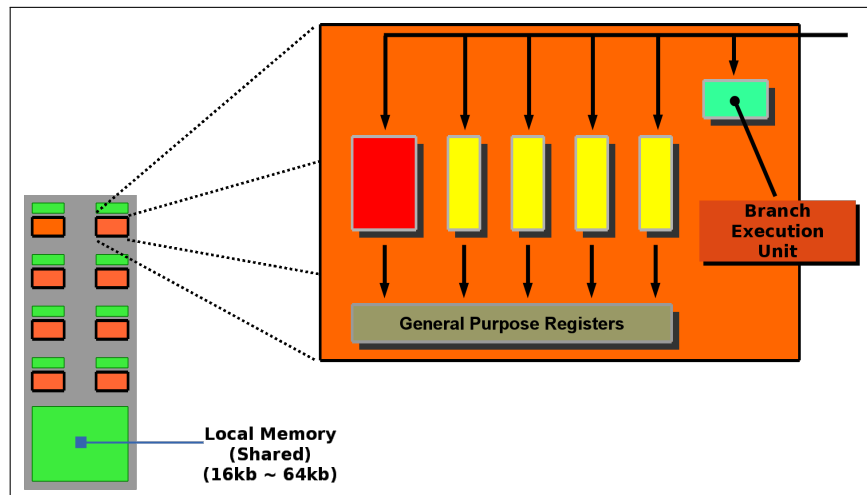 Branch
Execution
Unit
General Purpose Registers
Local Memory
(Shared)
(16kb ~ 64kb)